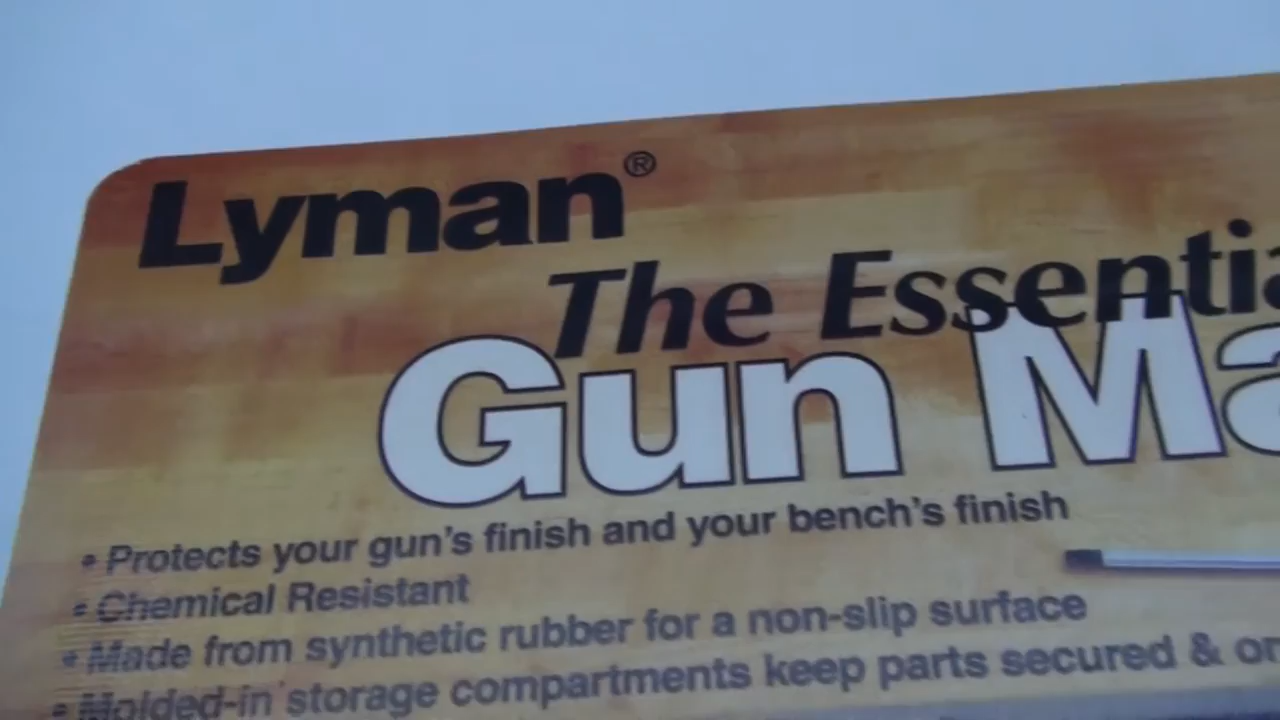 Lyman®
The Essentia
Gun Ma
• Protects your gun's finish and your bench's finish
• Chemical Resistant
• Made from synthetic rubber for a non-slip surface
• Molded-in storage compartments keep parts secured & or